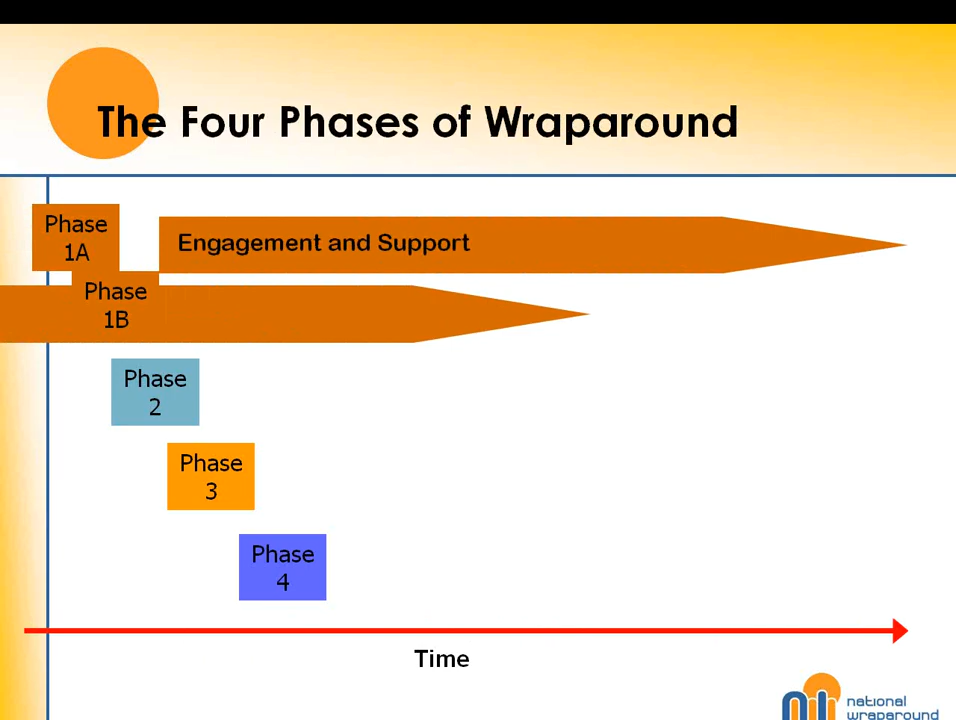 The Four Phases of Wraparound
Phase
1A
Engagement and Support
Phase
1B
Phase
2
Phase
3
Phase
4
Time
national
wraparound